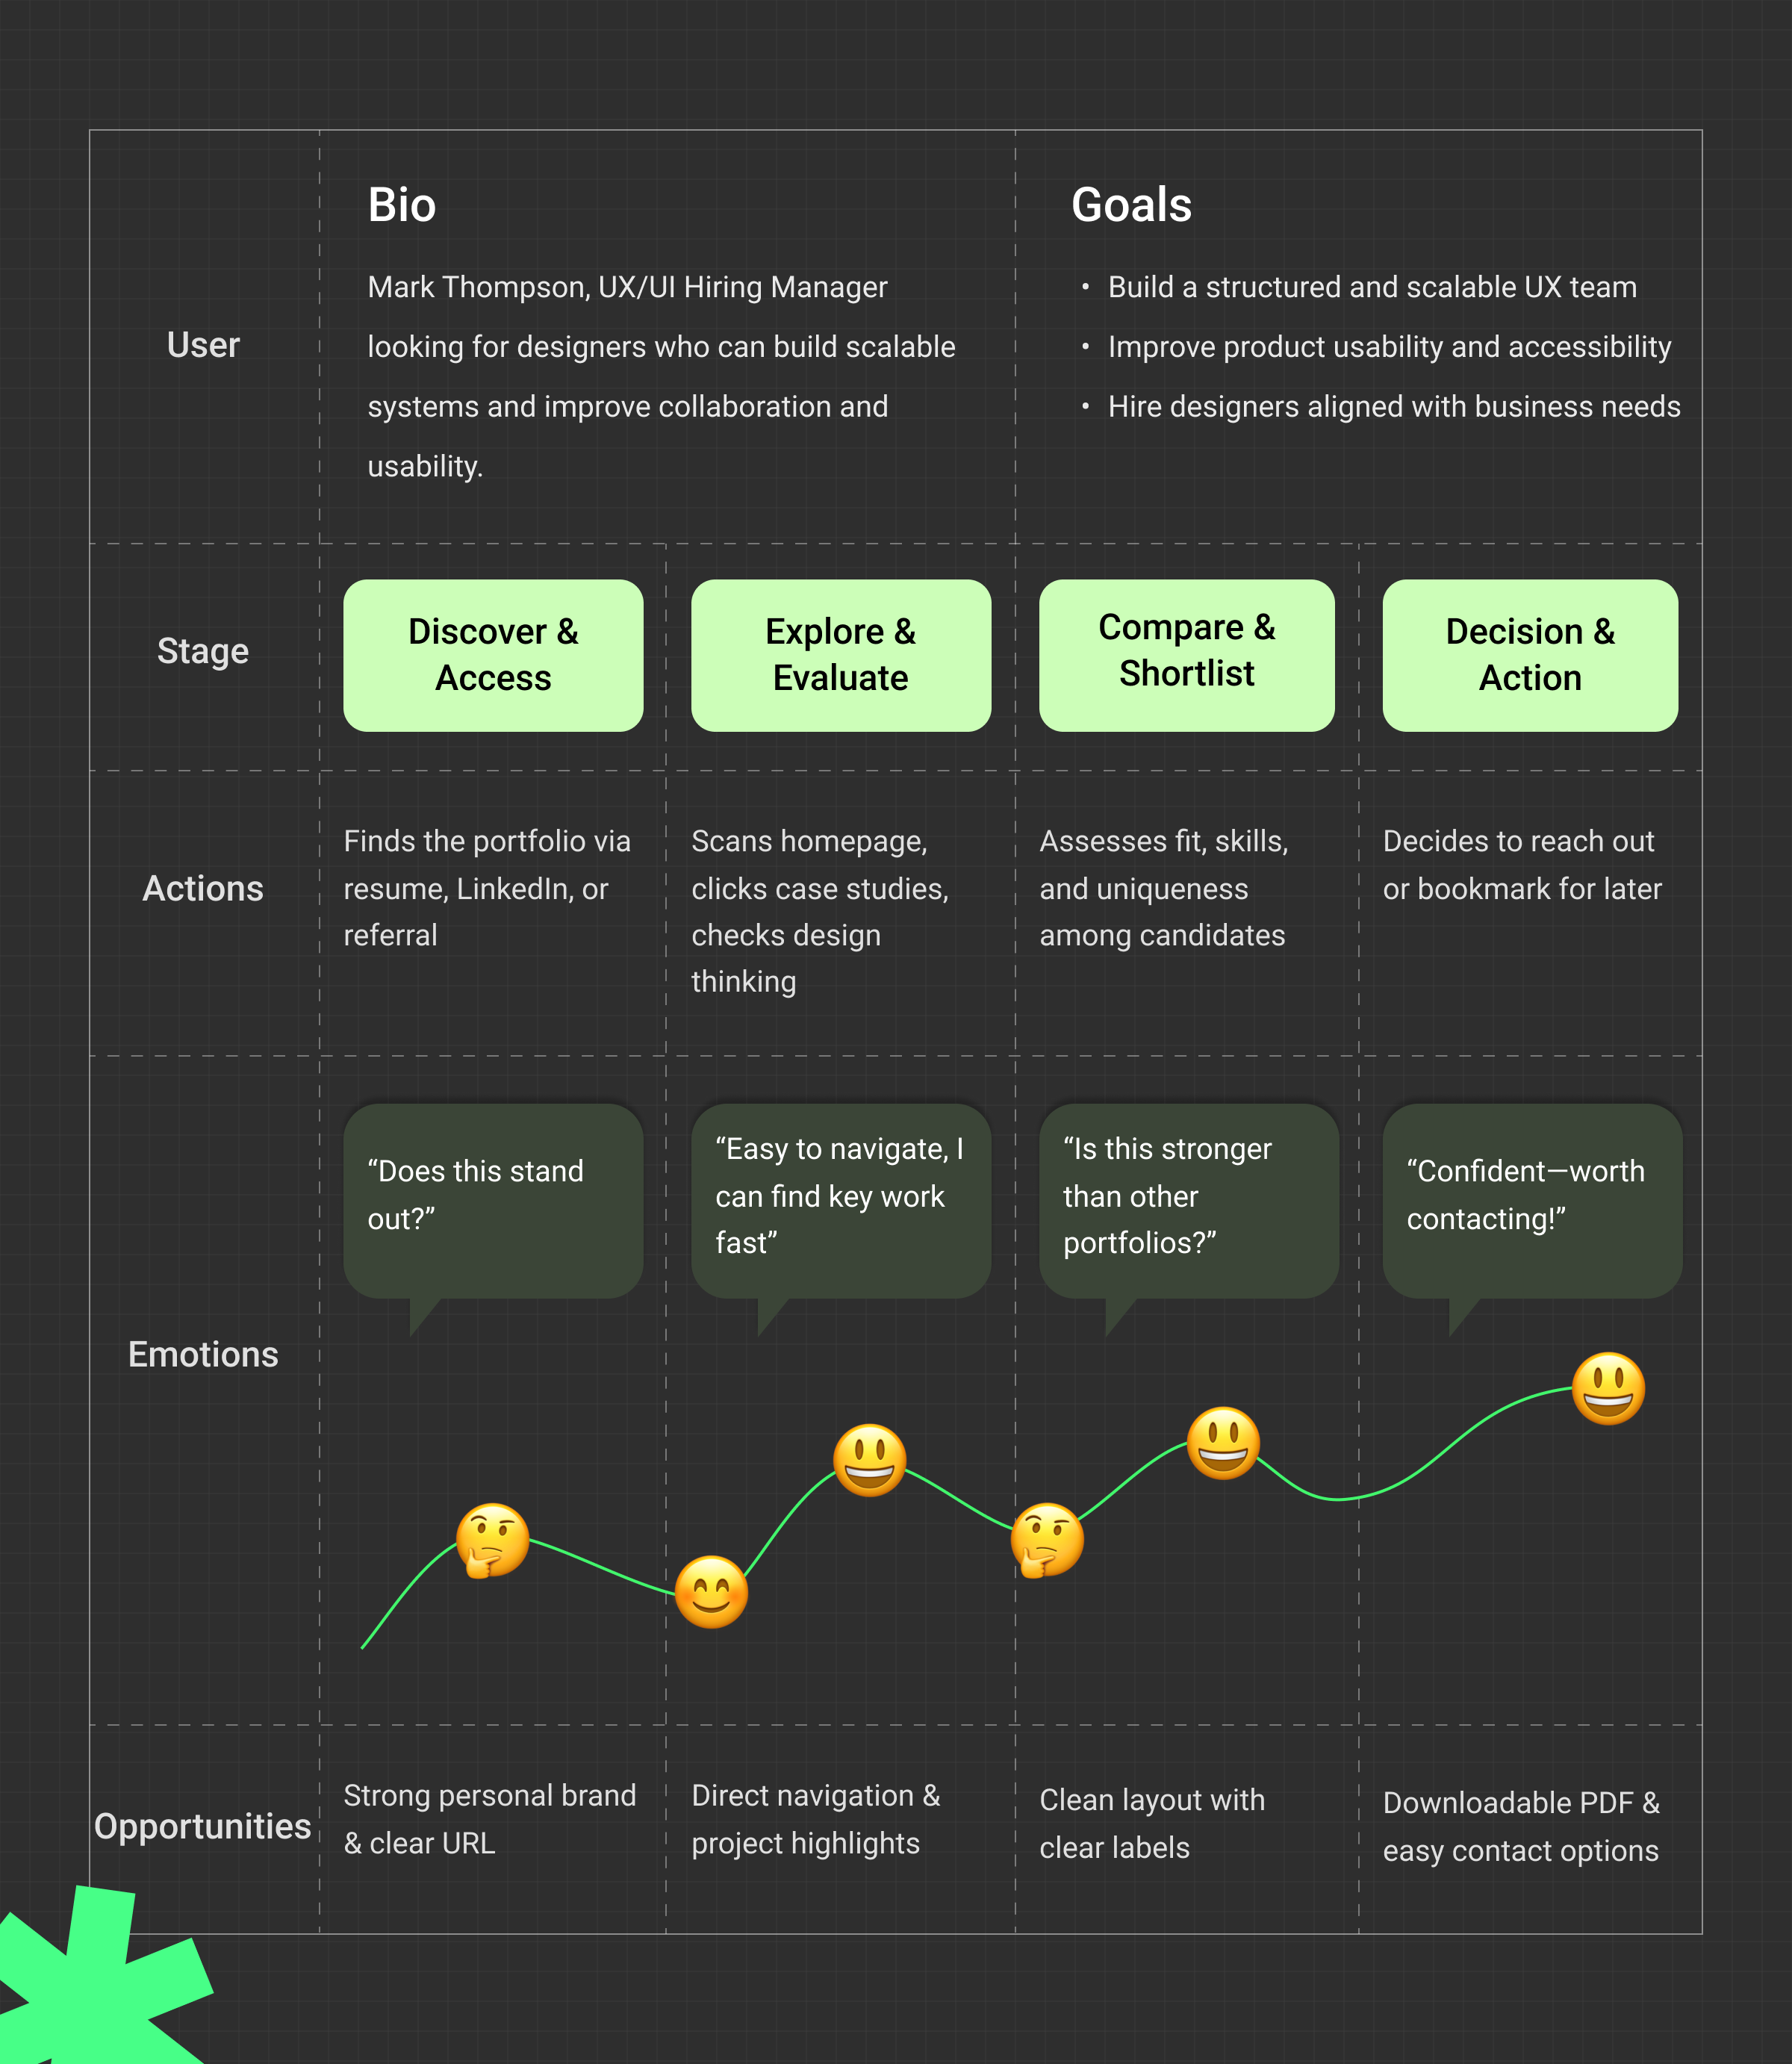 Bio
Mark Thompson, UX/UI Hiring Manager
looking for designers who can build scalable
systems and improve collaboration and
usability.
Goals
• Build a structured and scalable UX team
• Improve product usability and accessibility
• Hire designers aligned with business needs
User
Stage
Discover &
Access
Explore &
Evaluate
Compare &
Shortlist
Decision &
Action
Actions
Finds the portfolio via
resume, LinkedIn, or
referral
Scans homepage,
clicks case studies,
checks design
thinking
Assesses fit, skills,
and uniqueness
among candidates
Decides to reach out
or bookmark for later
Emotions
“Does this stand
out?”
“Easy to navigate, I
can find key work
fast”
“Is this stronger
than other
portfolios?”
“Confident—worth
contacting!”
Opportunities
Strong personal brand
& clear URL
Direct navigation &
project highlights
Clean layout with
clear labels
Downloadable PDF &
easy contact options